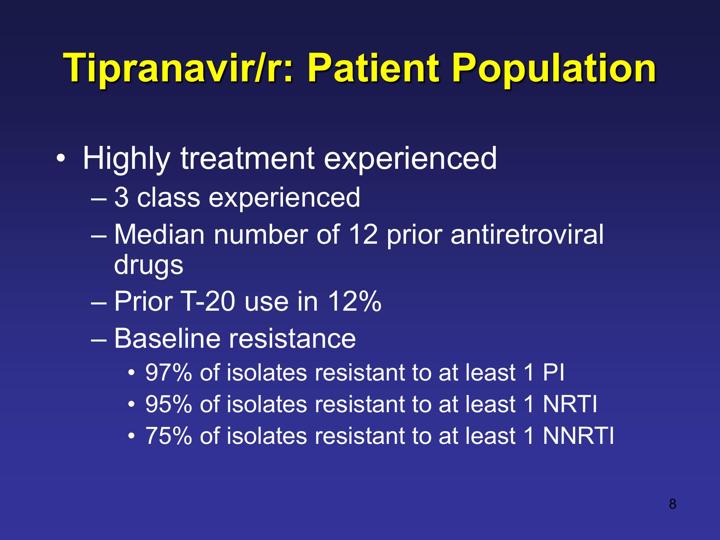 Tipranavir/r: Patient Population
• Highly treatment experienced
– 3 class experienced
– Median number of 12 prior antiretroviral
drugs
– Prior T-20 use in 12%
– Baseline resistance
• 97% of isolates resistant to at least 1 PI
• 95% of isolates resistant to at least 1 NRTI
• 75% of isolates resistant to at least 1 NNRTI
8